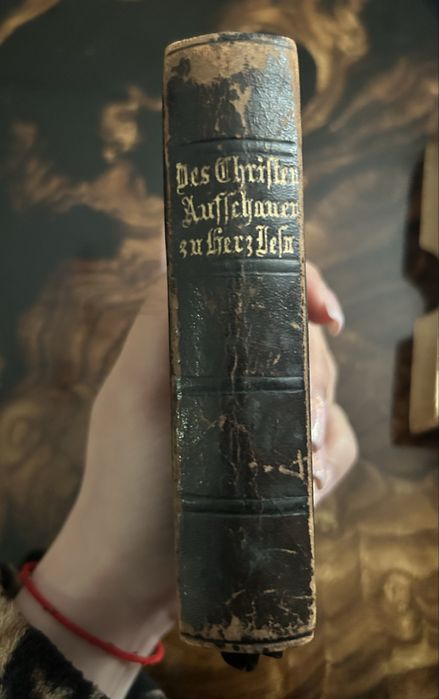 Des Christen
Aufschauen
zu Herz Jesu